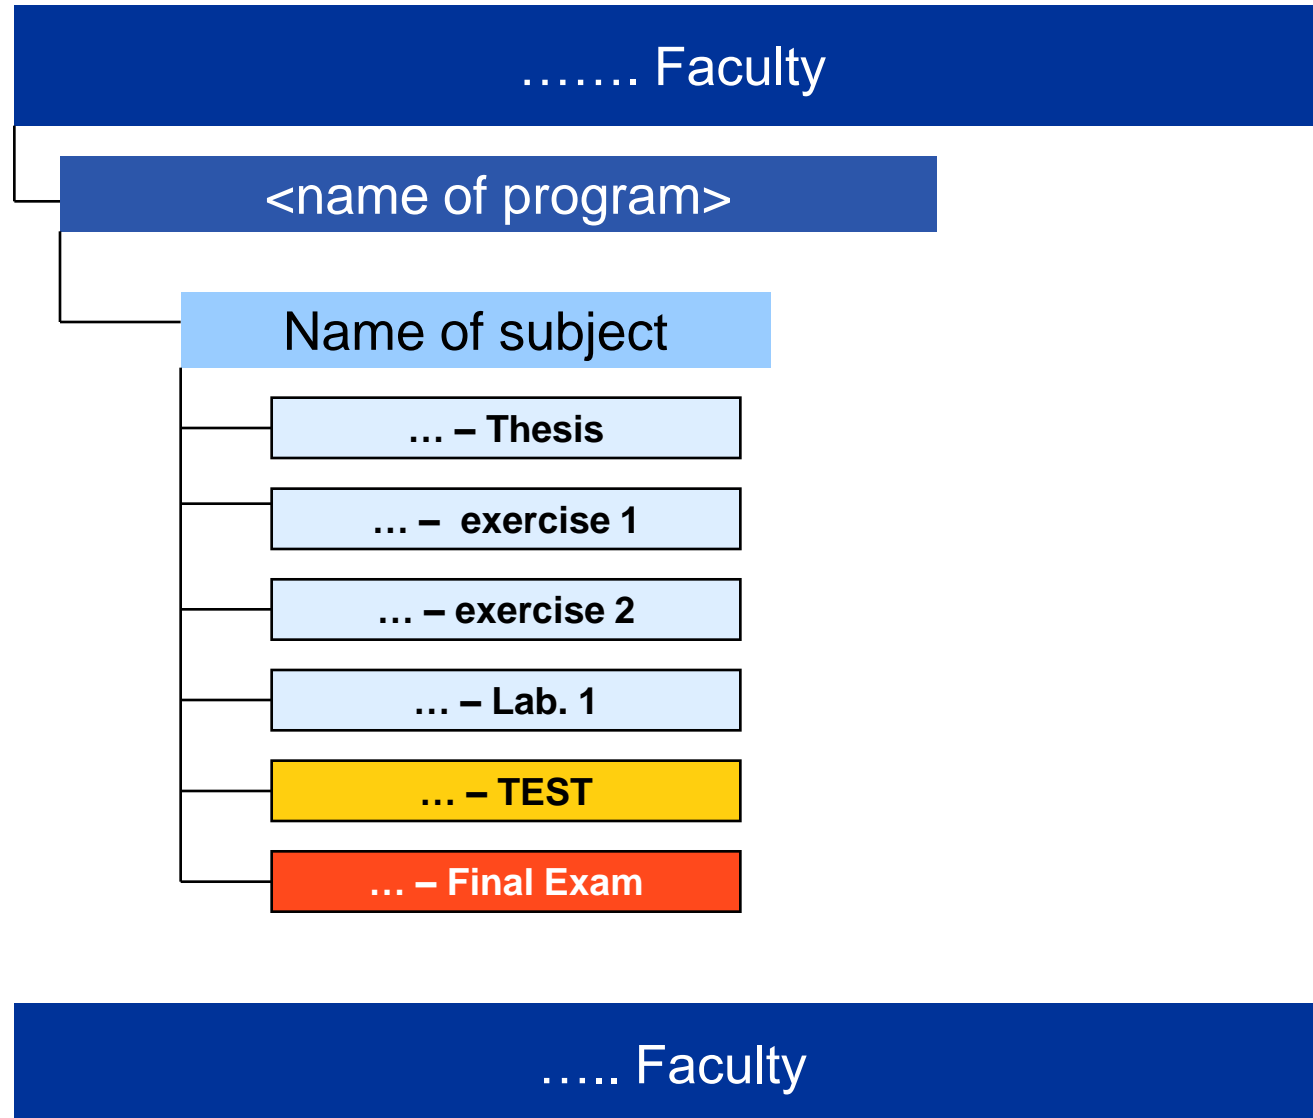 ……. Faculty
<name of program>
Name of subject
… – Thesis
… –  exercise 1
… – exercise 2
… – Lab. 1
… – TEST
… – Final Exam
….. Faculty